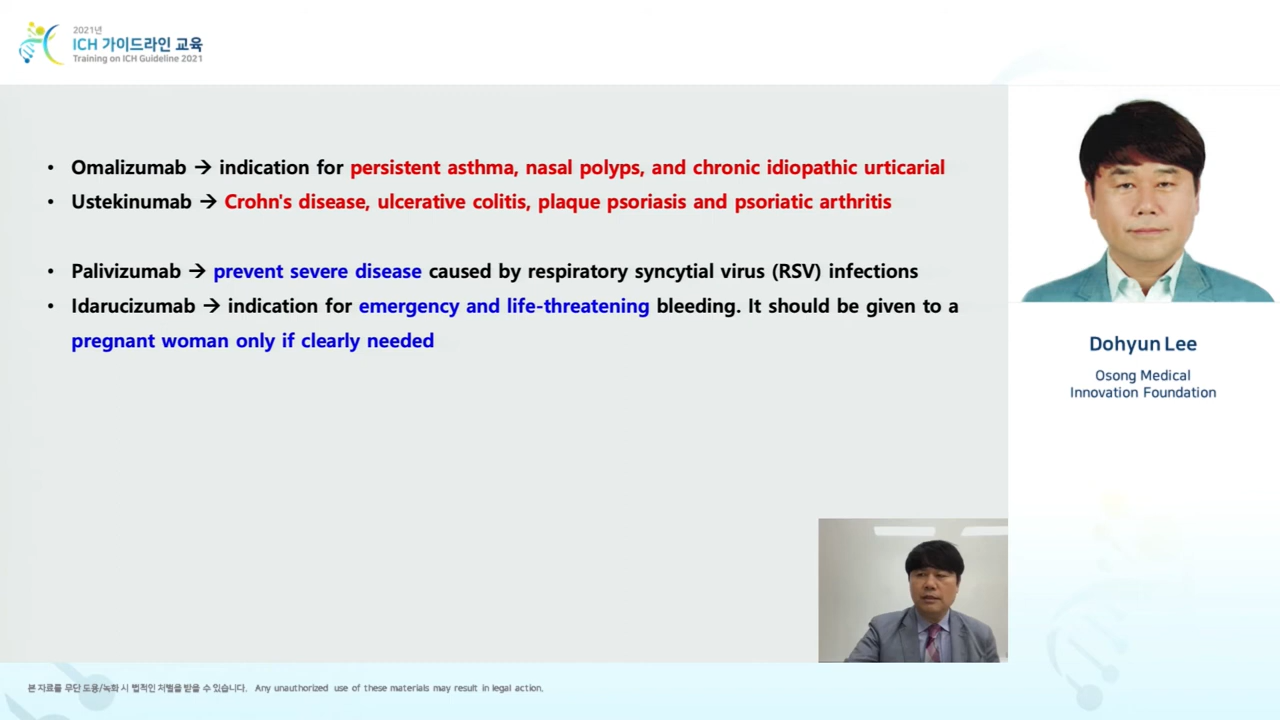 2021년
ICH 가이드라인 교육
Training on ICH Guideline 2021
• Omalizumab → indication for persistent asthma, nasal polyps, and chronic idiopathic urticarial
• Ustekinumab → Crohn's disease, ulcerative colitis, plaque psoriasis and psoriatic arthritis
• Palivizumab → prevent severe disease caused by respiratory syncytial virus (RSV) infections
• Idarucizumab → indication for emergency and life-threatening bleeding. It should be given to a
pregnant woman only if clearly needed
Dohyun Lee
Osong Medical
Innovation Foundation
본 자료를 무단 도용/녹화 시 법적인 처벌을 받을 수 있습니다. Any unauthorized use of these materials may result in legal action.